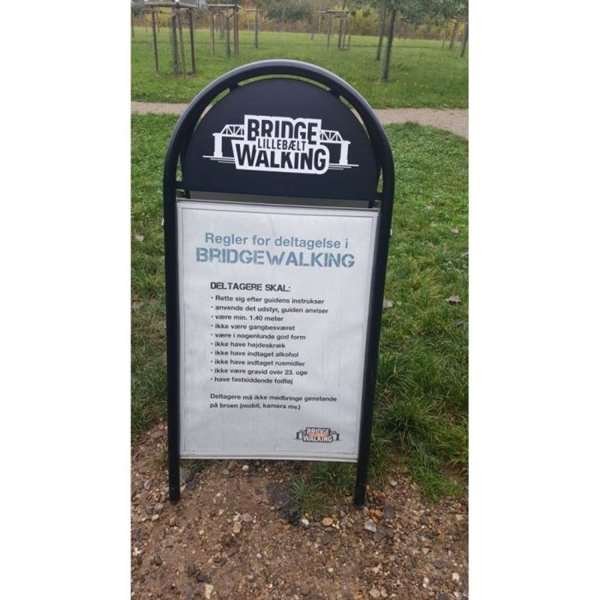 BRIDGE
LILLEBÆLT
WALKING
Regler for deltagelse i
BRIDGEWALKING
DELTAGERE SKAL:
• Rette sig efter guidens instrukser
• anvende det udstyr, guiden anviser
• være min. 1.40 meter
• ikke være gangbesværet
• være i nogenlunde god form
• ikke have højdeskræk
• ikke have indtaget alkohol
• ikke have indtaget rusmidler
• ikke være gravid over 23. uge
• have fastsiddende fodtøj
Deltagere må ikke medbringe genstande
på broen (mobil, kamera mv.)
BRIDGE
WALKING